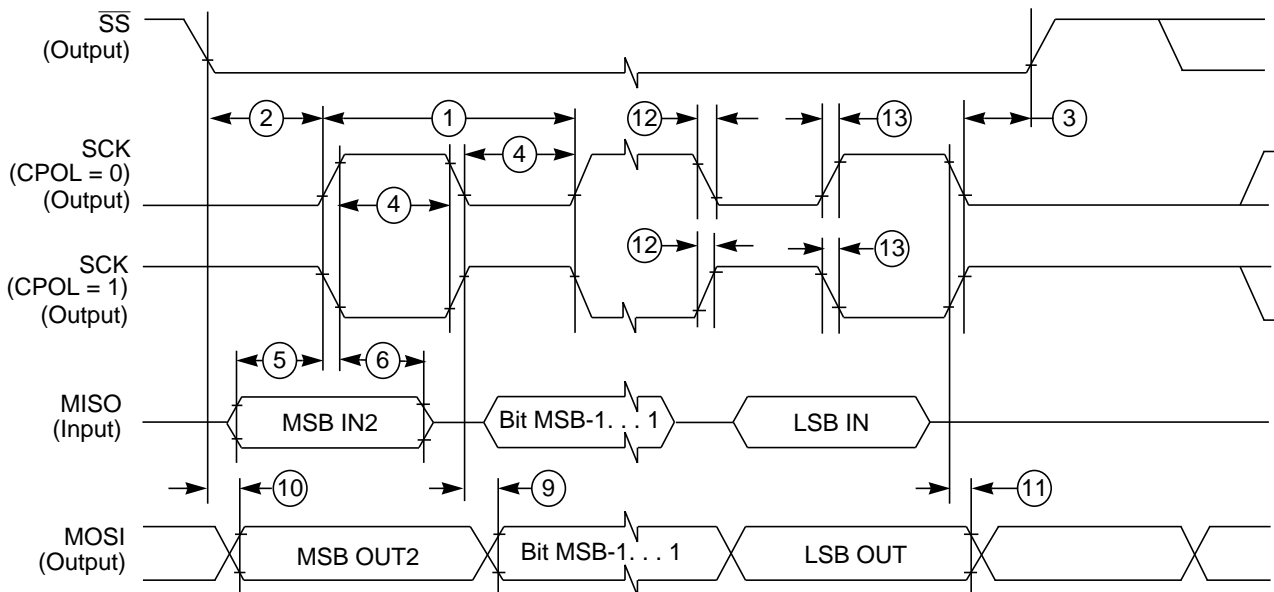 SS
(Output)
2
1
12
13
3
SCK
(CPOL = 0)
(Output)
4
4
SCK
(CPOL = 1)
(Output)
12
13
5
6
MISO
(Input)
MSB IN2
Bit MSB-1. . . 1
LSB IN
10
9
11
MOSI
(Output)
MSB OUT2
Bit MSB-1. . . 1
LSB OUT